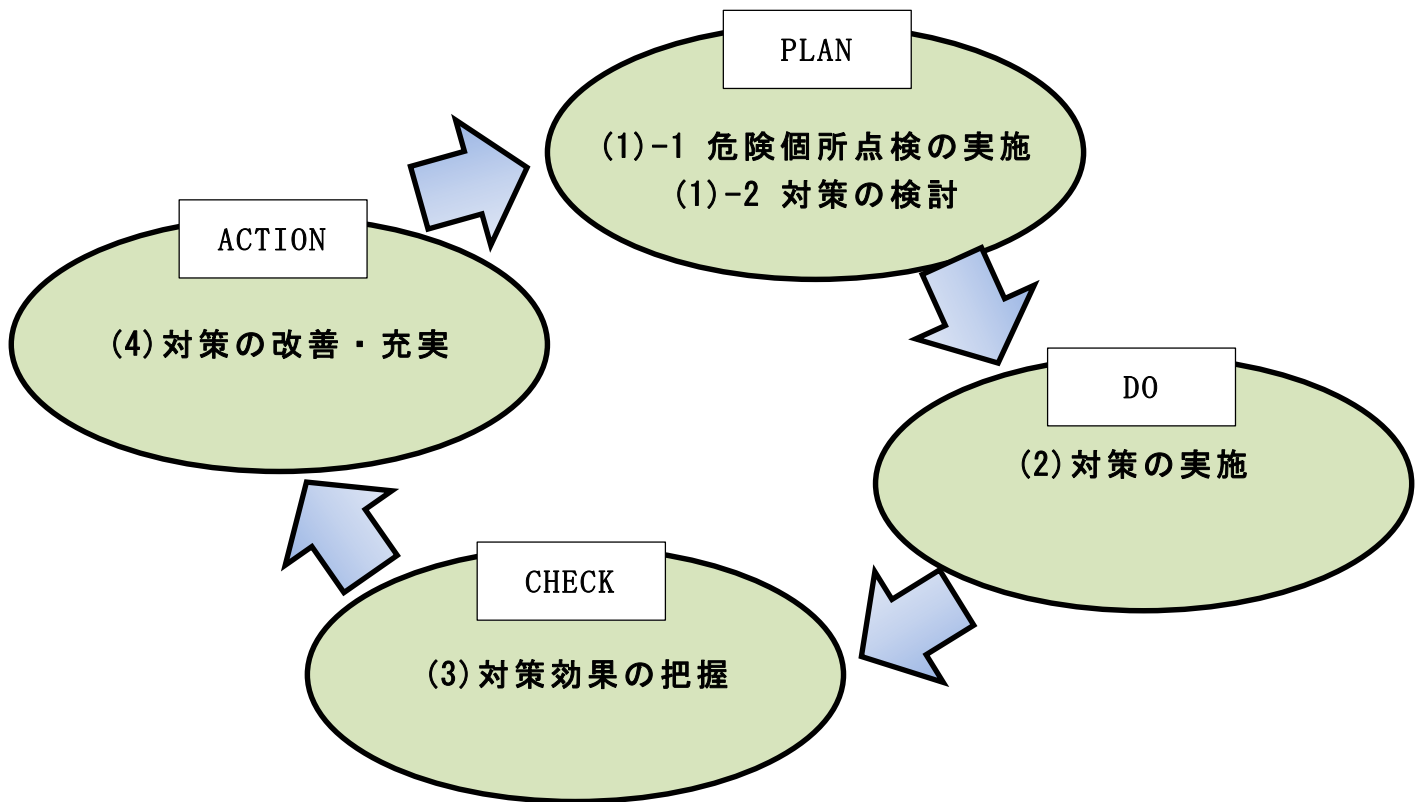 PLAN
(1)-1 危険個所点検の実施
(1)-2 対策の検討
DO
(2)対策の実施
CHECK
(3)対策効果の把握
ACTION
(4)対策の改善・充実